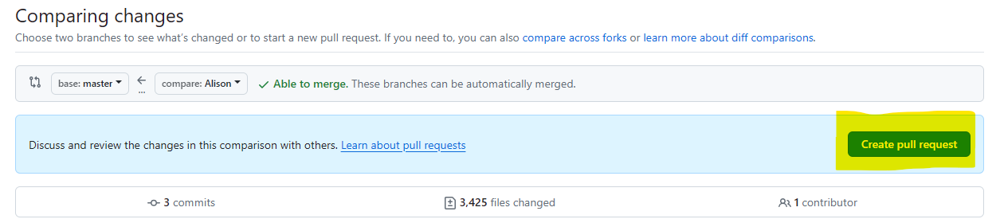 Comparing changes
Choose two branches to see what's changed or to start a new pull request. If you need to, you can also compare across forks or learn more about diff comparisons.
base: master
...
compare: Alison
Able to merge. These branches can be automatically merged.
Discuss and review the changes in this comparison with others. Learn about pull requests
Create pull request
3 commits
3,425 files changed
1 contributor